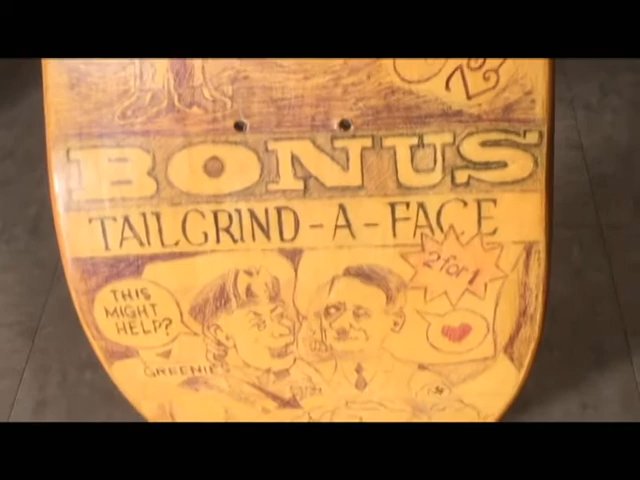 BONUS
TAILGRIND-A-FACE
2 for 1
THIS
MIGHT
HELP?
GREENIES